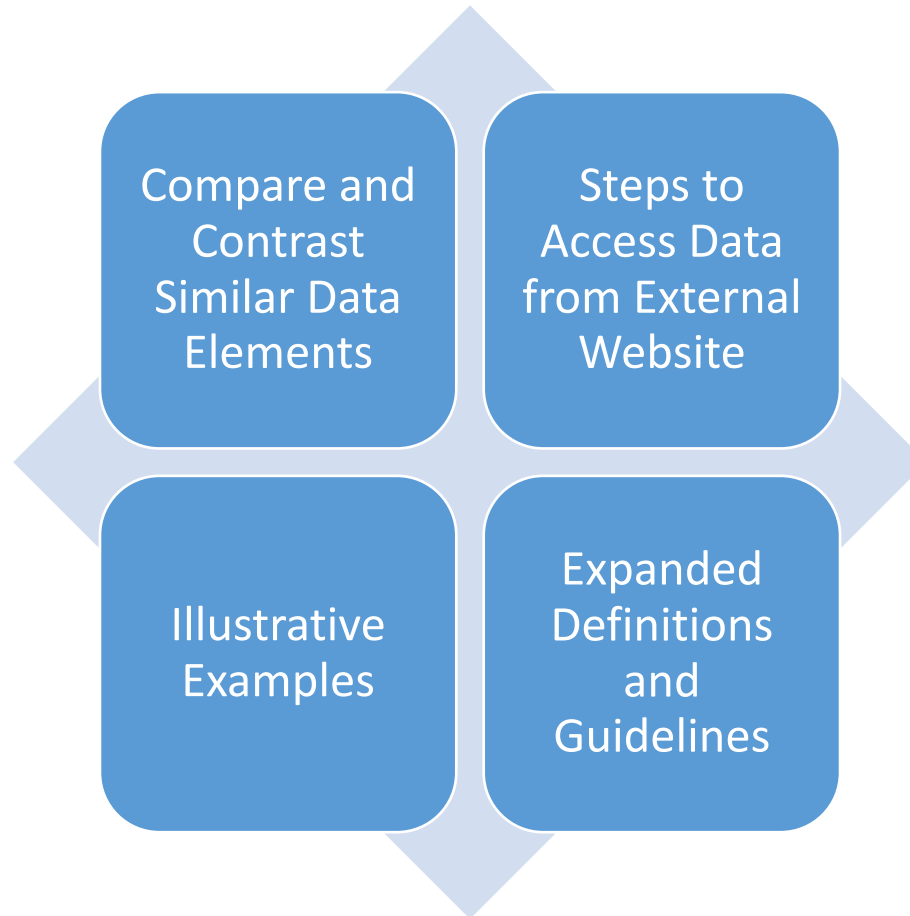 Compare and
Contrast
Similar Data
Elements
Steps to
Access Data
from External
Website
Illustrative
Examples
Expanded
Definitions
and
Guidelines